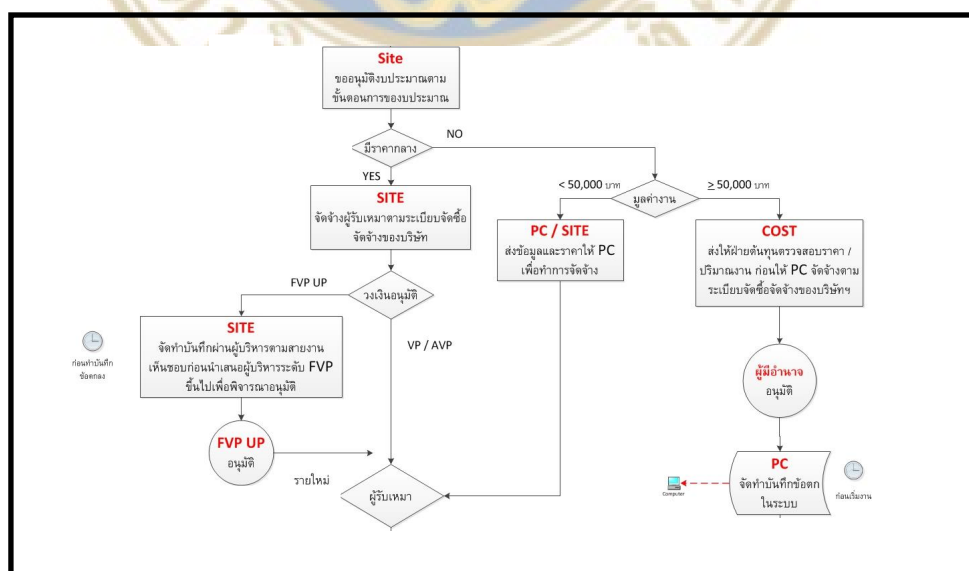 Site
ขออนุมัติงบประมาณตาม
ขั้นตอนการของบประมาณ
มีราคากลาง
NO
YES
SITE
จัดจ้างผู้รับเหมาตามระเบียบจัดซื้อ
จัดจ้างของบริษัท
< 50,000 บาท
มูลค่างาน
≥ 50,000 บาท
PC / SITE
ส่งข้อมูลและราคาให้ PC
เพื่อทำการจัดจ้าง
COST
ส่งให้ฝ่ายต้นทุนตรวจสอบราคา /
ปริมาณงาน ก่อนให้ PC จัดจ้างตาม
ระเบียบจัดซื้อจัดจ้างของบริษัทฯ
FVP UP
วงเงินอนุมัติ
VP / AVP
SITE
จัดทำบันทึกผ่านผู้บริหารตามสายงาน
เห็นชอบก่อนนำเสนอผู้บริหารระดับ FVP
ขึ้นไปเพื่อพิจารณาอนุมัติ
ก่อนทำบันทึก
ข้อตกลง
FVP UP
อนุมัติ
รายใหม่
ผู้รับเหมา
ผู้มีอำนาจ
อนุมัติ
PC
จัดทำบันทึกข้อตก
ในระบบ
Computer
ก่อนเริ่มงาน